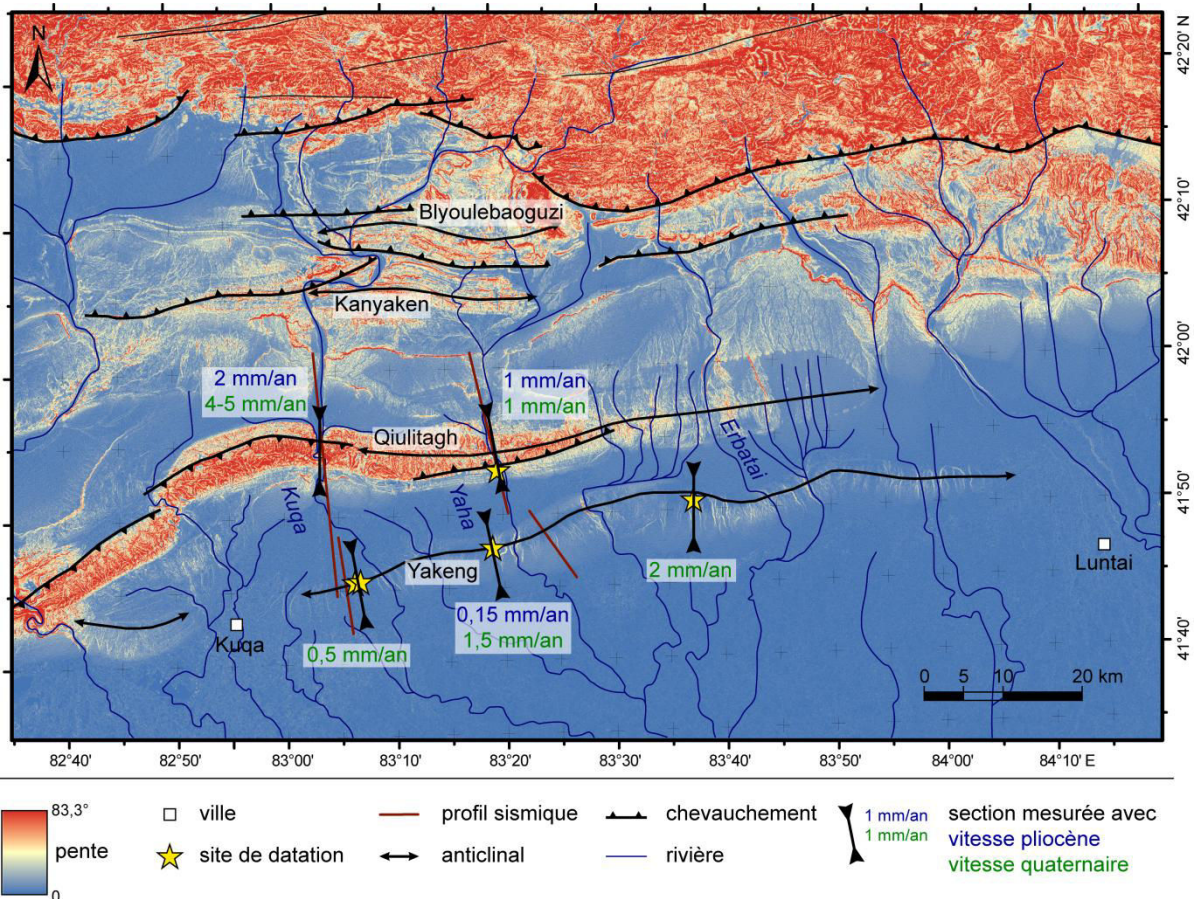 N
42°20' N
42°10'
Blyoulebaoguzi
Kanyaken
42°00'
2 mm/an
4-5 mm/an
1 mm/an
1 mm/an
Qiulitagh
Erbatai
Kuqa
Yaha
41°50'
Luntai
Yakeng
2 mm/an
0,15 mm/an
1,5 mm/an
Kuqa
0,5 mm/an
41°40'
0 5 10 20 km
82°40' 82°50' 83°00' 83°10' 83°20' 83°30' 83°40' 83°50' 84°00' 84°10' E
83,3°
pente
0
ville
site de datation
profil sismique
anticlinal
chevauchement
rivière
1 mm/an
1 mm/an
section mesurée avec
vitesse pliocène
vitesse quaternaire